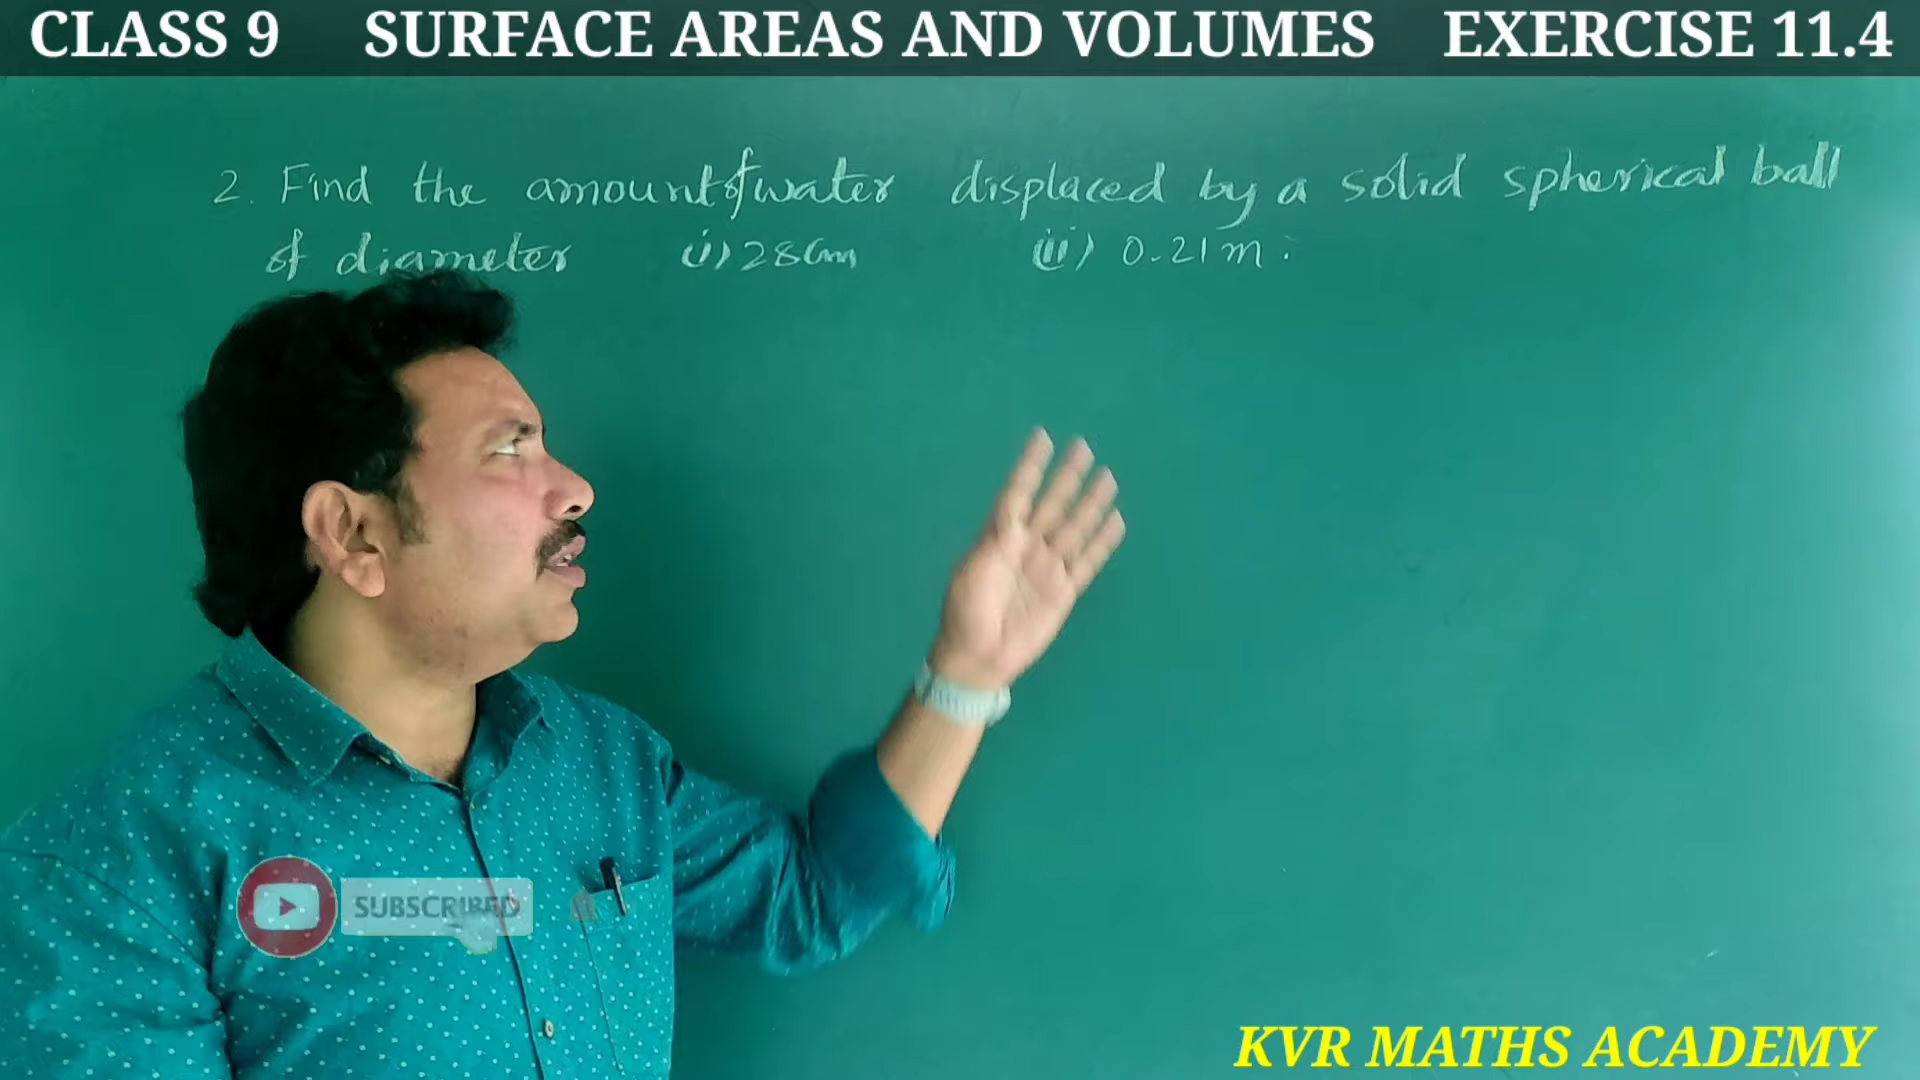 CLASS 9 SURFACE AREAS AND VOLUMES EXERCISE 11.4
2. Find the amount of water displaced by a solid spherical ball
of diameter (i) 28cm (ii) 0.21m.
SUBSCRIBED
KVR MATHS ACADEMY